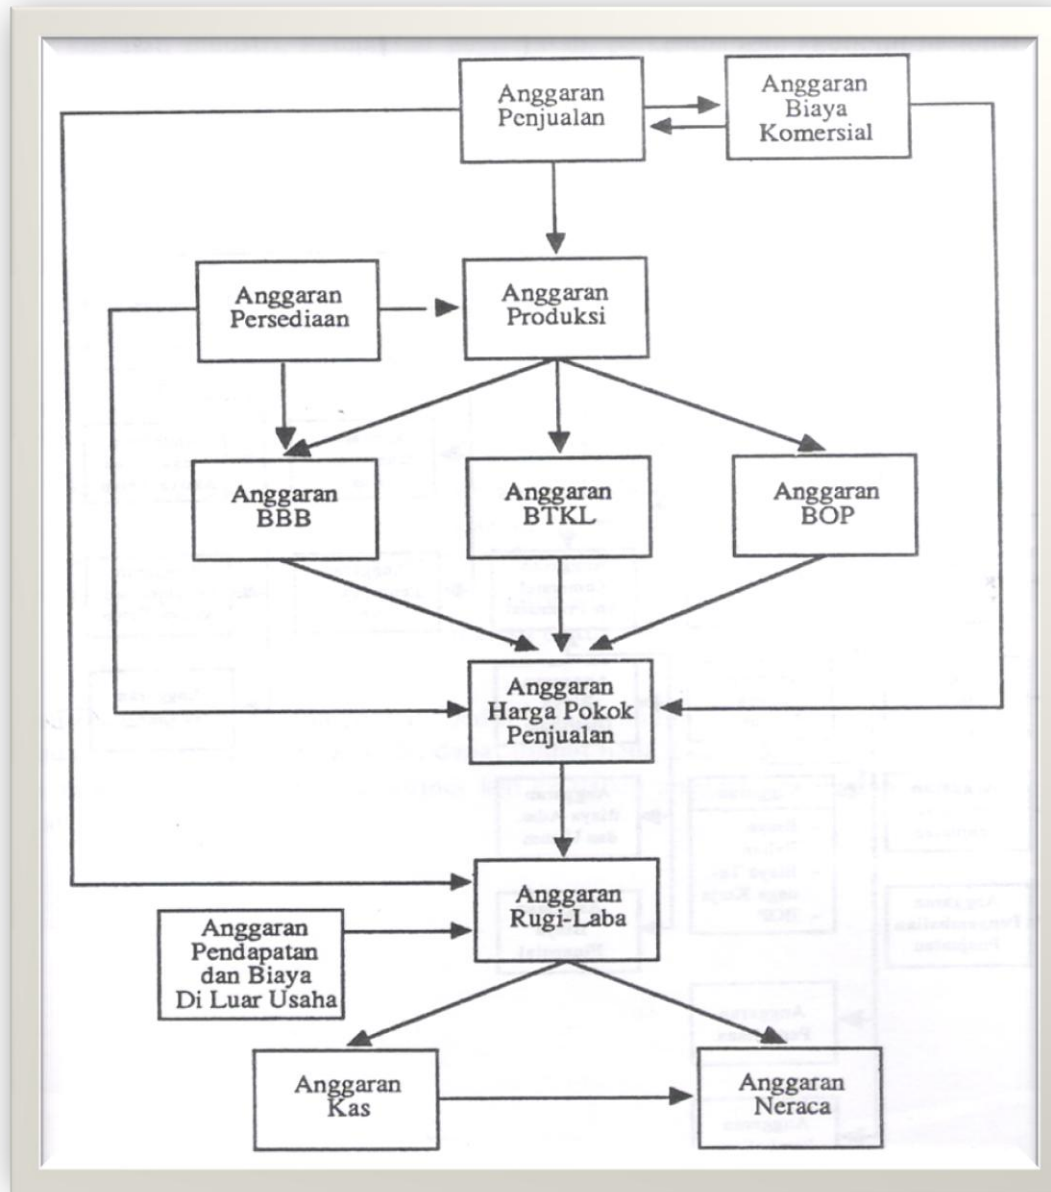 Anggaran
Penjualan
Anggaran
Biaya
Komersial
Anggaran
Persediaan
Anggaran
Produksi
Anggaran
BBB
Anggaran
BTKL
Anggaran
BOP
Anggaran
Harga Pokok
Penjualan
Anggaran
Rugi-Laba
Anggaran
Pendapatan
dan Biaya
Di Luar Usaha
Anggaran
Kas
Anggaran
Neraca